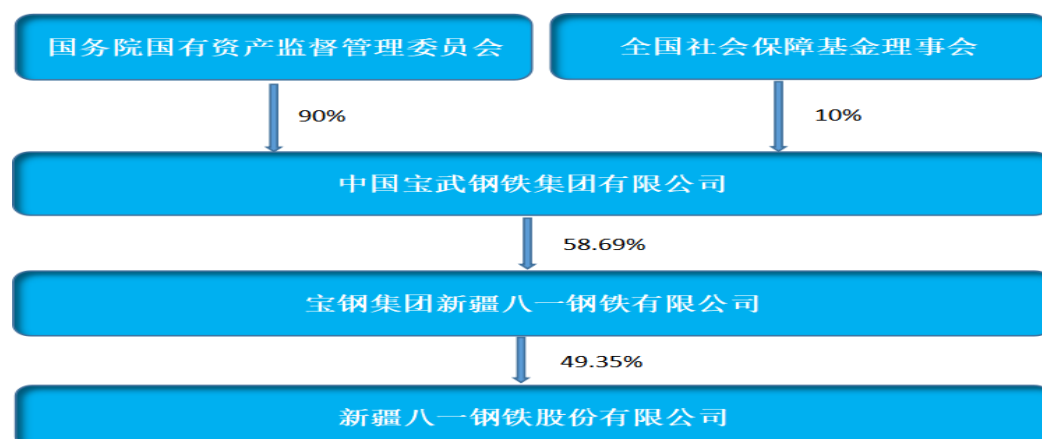 国务院国有资产监督管理委员会
全国社会保障基金理事会
90%
10%
中国宝武钢铁集团有限公司
58.69%
宝钢集团新疆八一钢铁有限公司
49.35%
新疆八一钢铁股份有限公司